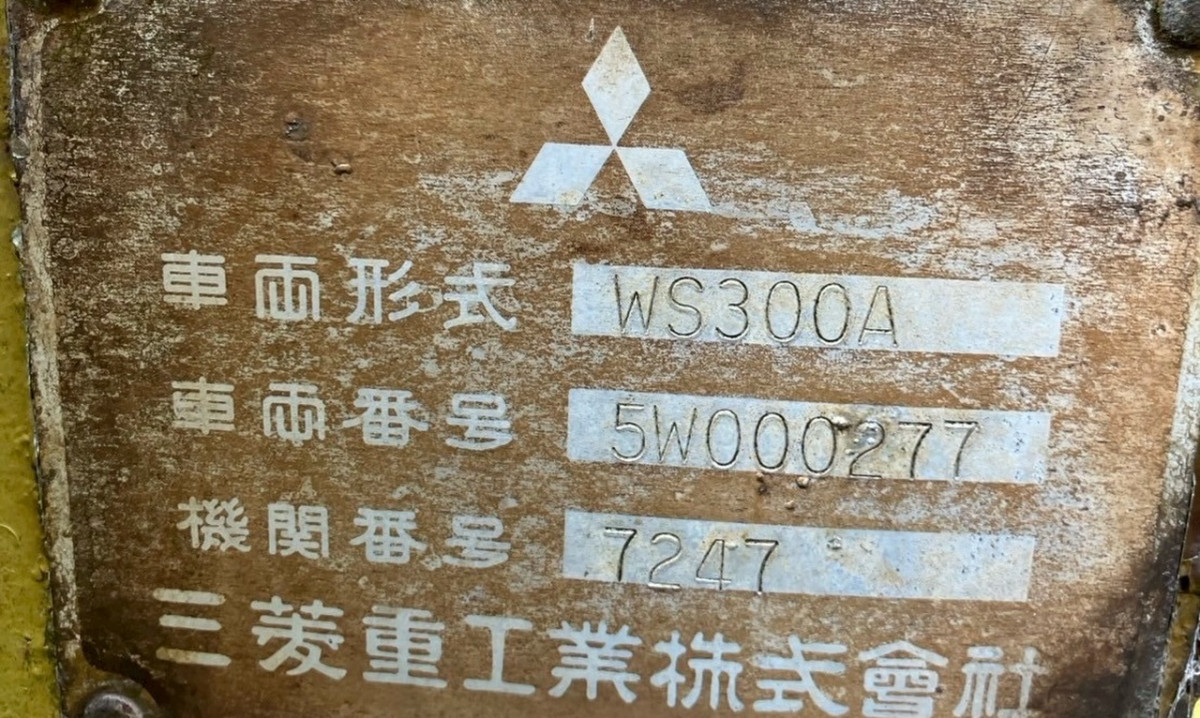 車両形式 WS300A
車両番号 5W000277
機関番号 7247
三菱重工業株式會社